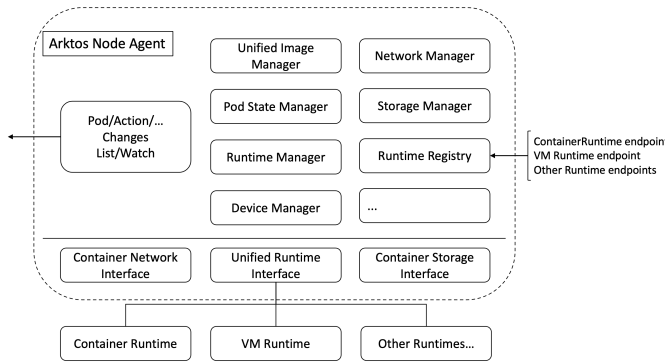 Arktos Node Agent
Unified Image
Manager
Network Manager
Pod/Action/...
Changes
List/Watch
Pod State Manager
Storage Manager
Runtime Manager
Runtime Registry
ContainerRuntime endpoint
VM Runtime endpoint
Other Runtime endpoints
Device Manager
...
Container Network
Interface
Unified Runtime
Interface
Container Storage
Interface
Container Runtime
VM Runtime
Other Runtimes...